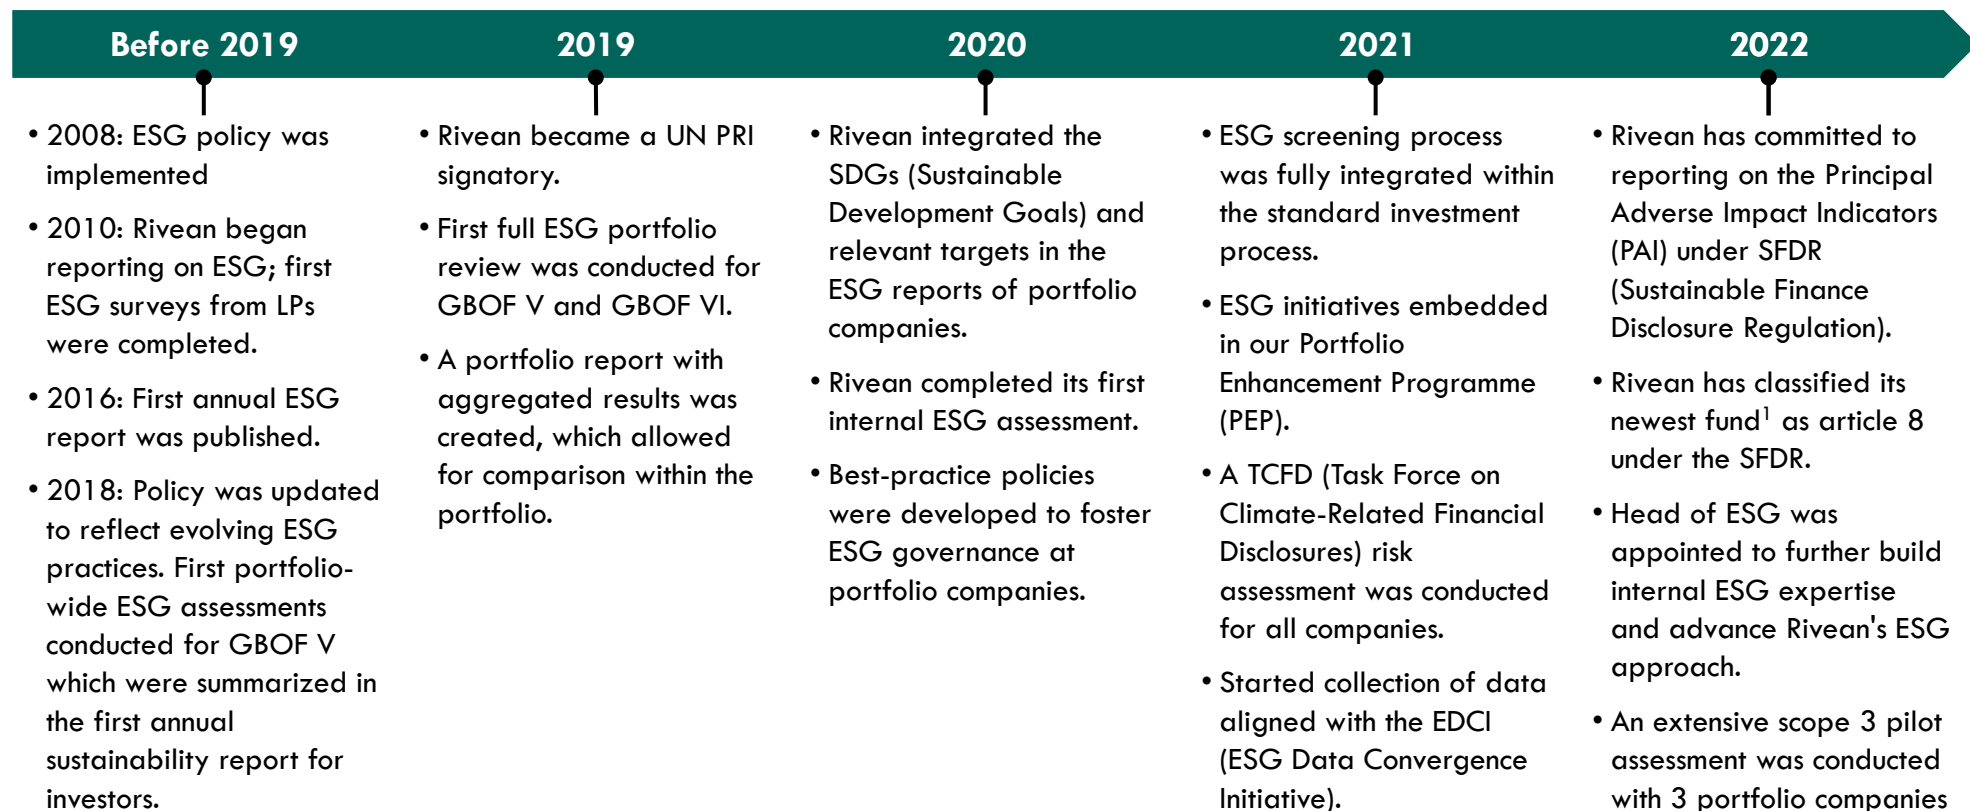 Before 2019
2019
2020
2021
2022
• 2008: ESG policy was
implemented
• 2010: Rivean began
reporting on ESG; first
ESG surveys from LPs
were completed.
• 2016: First annual ESG
report was published.
• 2018: Policy was updated
to reflect evolving ESG
practices. First portfolio-
wide ESG assessments
conducted for GBOF V
which were summarized in
the first annual
sustainability report for
investors.
• Rivean became a UN PRI
signatory.
• First full ESG portfolio
review was conducted for
GBOF V and GBOF VI.
• A portfolio report with
aggregated results was
created, which allowed
for comparison within the
portfolio.
• Rivean integrated the
SDGs (Sustainable
Development Goals) and
relevant targets in the
ESG reports of portfolio
companies.
• Rivean completed its first
internal ESG assessment.
• Best-practice policies
were developed to foster
ESG governance at
portfolio companies.
• ESG screening process
was fully integrated within
the standard investment
process.
• ESG initiatives embedded
in our Portfolio
Enhancement Programme
(PEP).
• A TCFD (Task Force on
Climate-Related Financial
Disclosures) risk
assessment was conducted
for all companies.
• Started collection of data
aligned with the EDCI
(ESG Data Convergence
Initiative).
• Rivean has committed to
reporting on the Principal
Adverse Impact Indicators
(PAI) under SFDR
(Sustainable Finance
Disclosure Regulation).
• Rivean has classified its
newest fund¹ as article 8
under the SFDR.
• Head of ESG was
appointed to further build
internal ESG expertise
and advance Rivean's ESG
approach.
• An extensive scope 3 pilot
assessment was conducted
with 3 portfolio companies